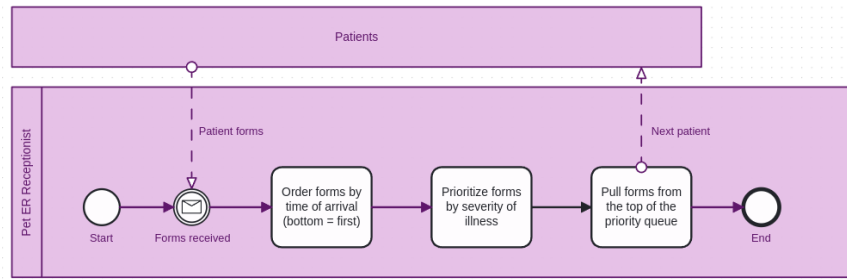 Patients
Patient forms
Next patient
Pet ER Receptionist
Order forms by
time of arrival
(bottom = first)
Prioritize forms
by severity of
illness
Pull forms from
the top of the
priority queue
Start
Forms received
End